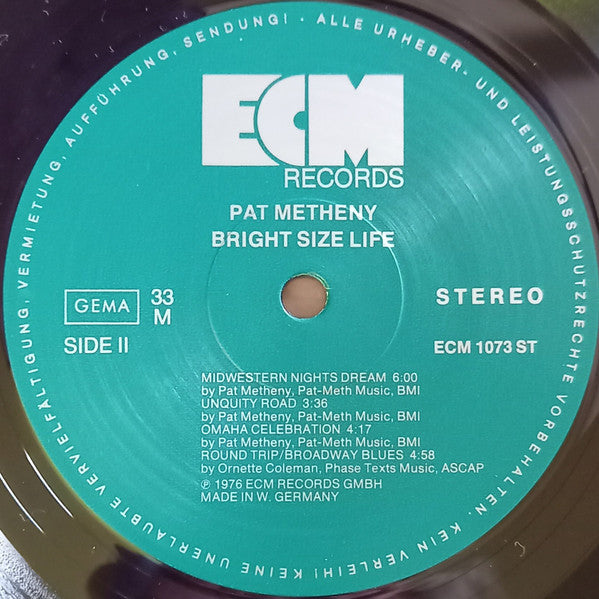 ALLE URHEBER- UND LEISTUNGSSCHUTZRECHTE VORBEHALTEN. KEIN VERLEIH! KEINE UNERLAUBTE VERVIELFÄLTIGUNG, VERMIETUNG, AUFFÜHRUNG, SENDUNG! ·
ECM
RECORDS
PAT METHENY
BRIGHT SIZE LIFE
GEMA
33
M
STEREO
SIDE II
ECM 1073 ST
MIDWESTERN NIGHTS DREAM 6:00
by Pat Metheny, Pat-Meth Music, BMI
UNQUITY ROAD 3:36
by Pat Metheny, Pat-Meth Music, BMI
OMAHA CELEBRATION 4:17
by Pat Metheny, Pat-Meth Music, BMI
ROUND TRIP/BROADWAY BLUES 4:58
by Ornette Coleman, Phase Texts Music, ASCAP
℗ 1976 ECM RECORDS GMBH
MADE IN W. GERMANY